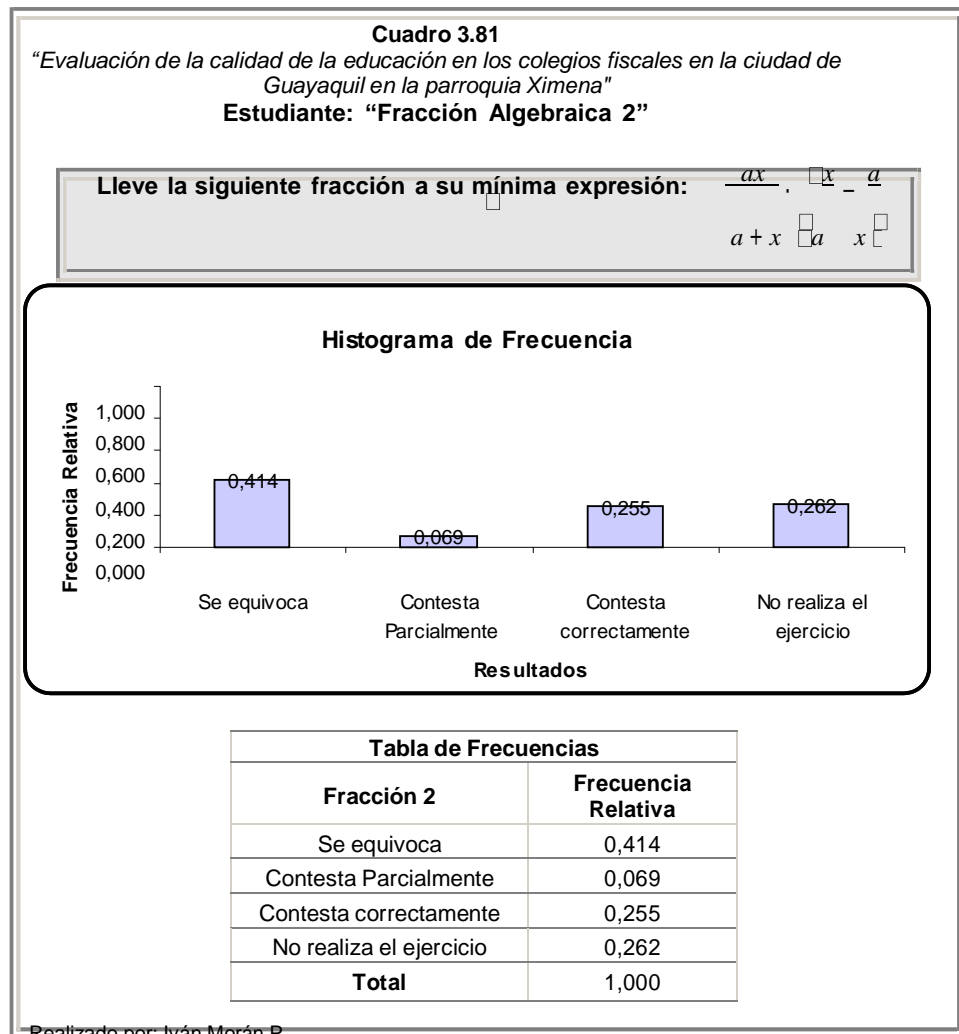 Cuadro 3.81
“Evaluación de la calidad de la educación en los colegios fiscales en la ciudad de
Guayaquil en la parroquia Ximena"
Estudiante: “Fracción Algebraica 2”
Lleve la siguiente fracción a su mínima expresión: ax . x _ a
a + x a x
Histograma de Frecuencia
Frecuencia Relativa
1,000
0,800
0,600
0,400
0,200
0,000
0,414
0,069
0,255
0,262
Se equivoca
Contesta
Parcialmente
Contesta
correctamente
No realiza el
ejercicio
Resultados
Tabla de Frecuencias
Fracción 2 Frecuencia
Relativa
Se equivoca 0,414
Contesta Parcialmente 0,069
Contesta correctamente 0,255
No realiza el ejercicio 0,262
Total 1,000
Realizado por: Iván Morán P.